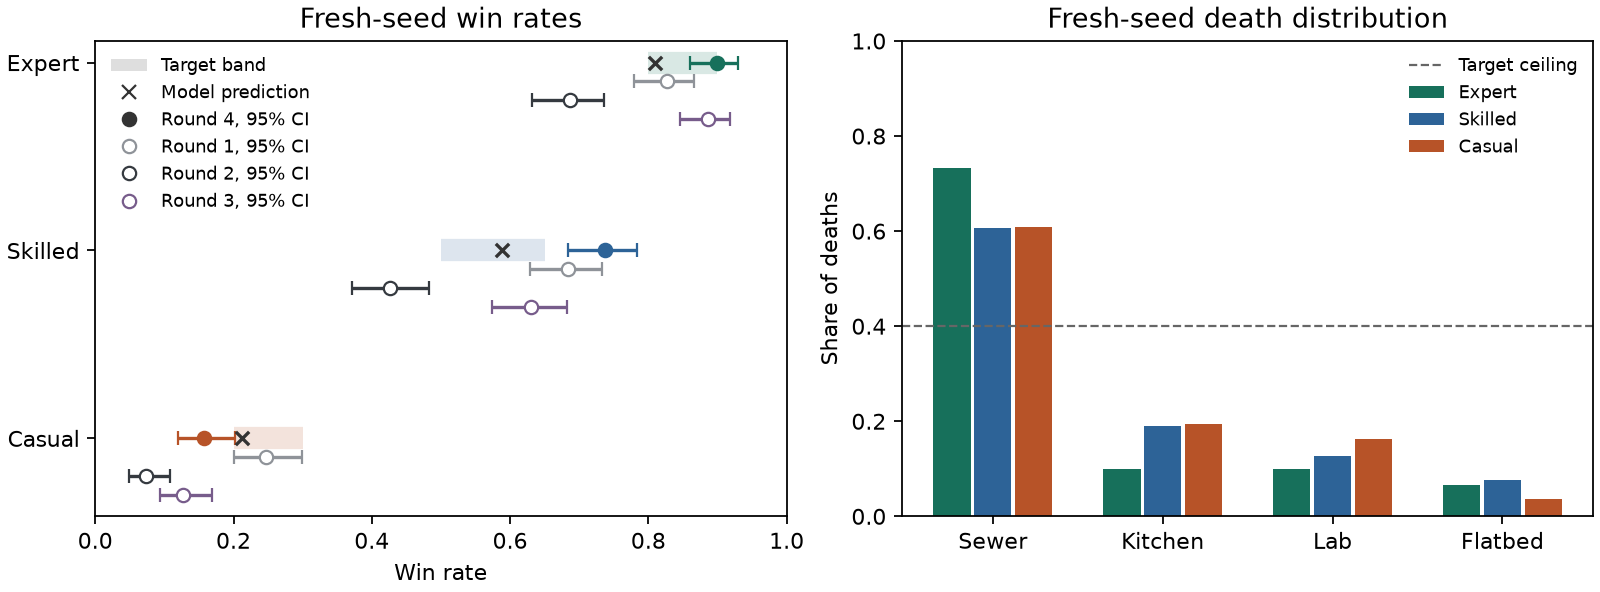 Fresh-seed win rates
Expert
Skilled
Casual
Target band
Model prediction
Round 4, 95% CI
Round 1, 95% CI
Round 2, 95% CI
Round 3, 95% CI
0.0 0.2 0.4 0.6 0.8 1.0
Win rate
Fresh-seed death distribution
Share of deaths
1.0
0.8
0.6
0.4
0.2
0.0
Target ceiling
Expert
Skilled
Casual
Sewer Kitchen Lab Flatbed